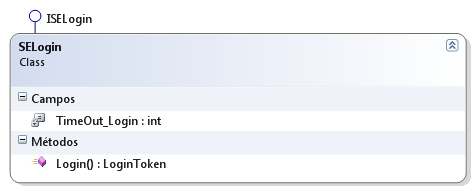 ISELogin
SELogin
Class
Campos
TimeOut_Login : int
Métodos
Login() : LoginToken